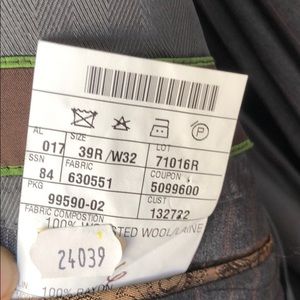 AL SIZE LOT
017 39R /W32 71016R
SSN FABRIC COUPON
84 630551 5099600
PKG CUST
99590-02 132722
FABRIC COMPOSTION
100% WORSTED WOOL/LAINE
24039
100% RAYON